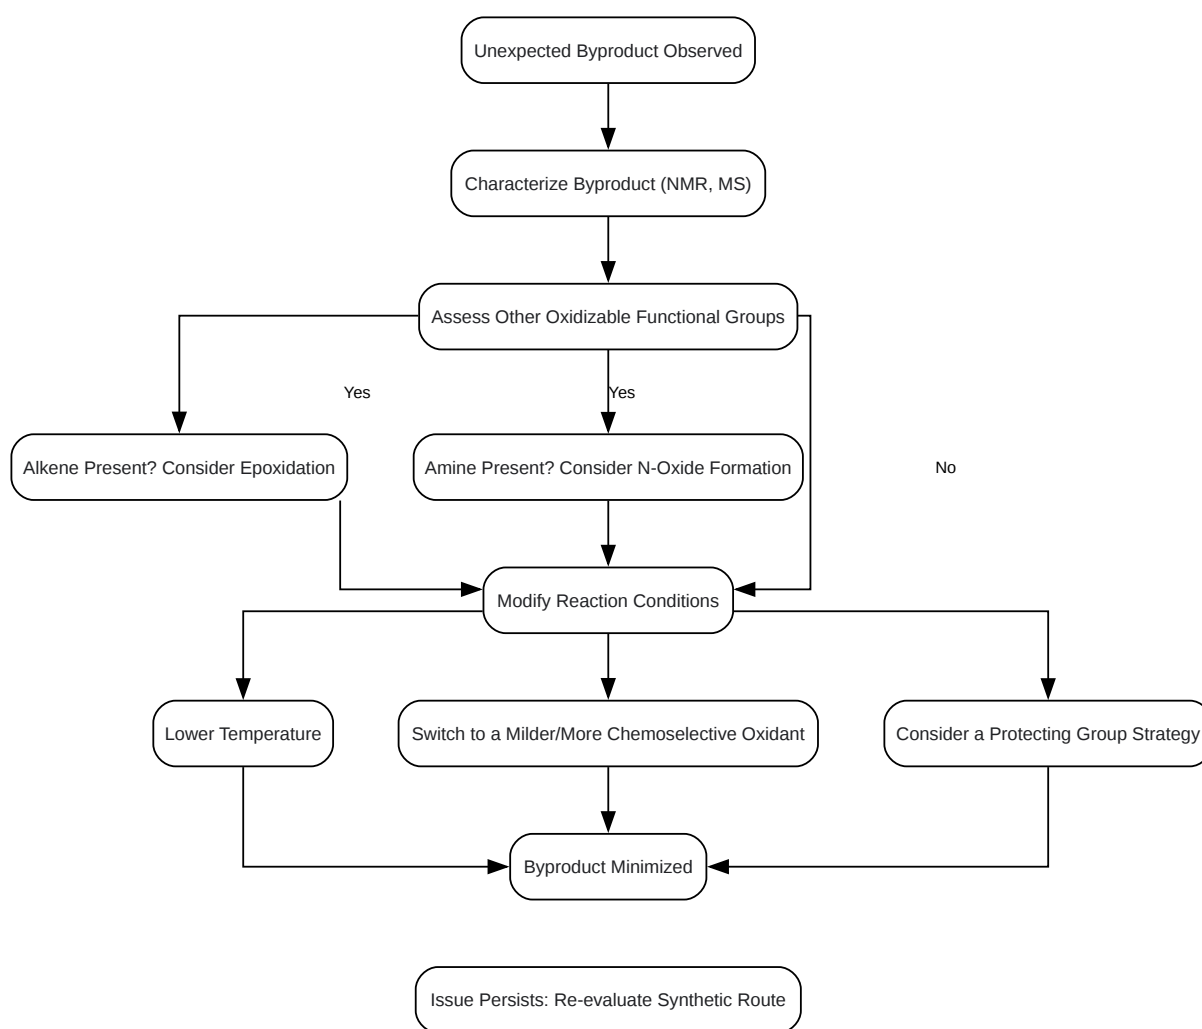 Unexpected Byproduct Observed
Characterize Byproduct (NMR, MS)
Assess Other Oxidizable Functional Groups
Yes
Yes
No
Alkene Present? Consider Epoxidation
Amine Present? Consider N-Oxide Formation
Modify Reaction Conditions
Lower Temperature
Switch to a Milder/More Chemoselective Oxidant
Consider a Protecting Group Strategy
Byproduct Minimized
Issue Persists: Re-evaluate Synthetic Route